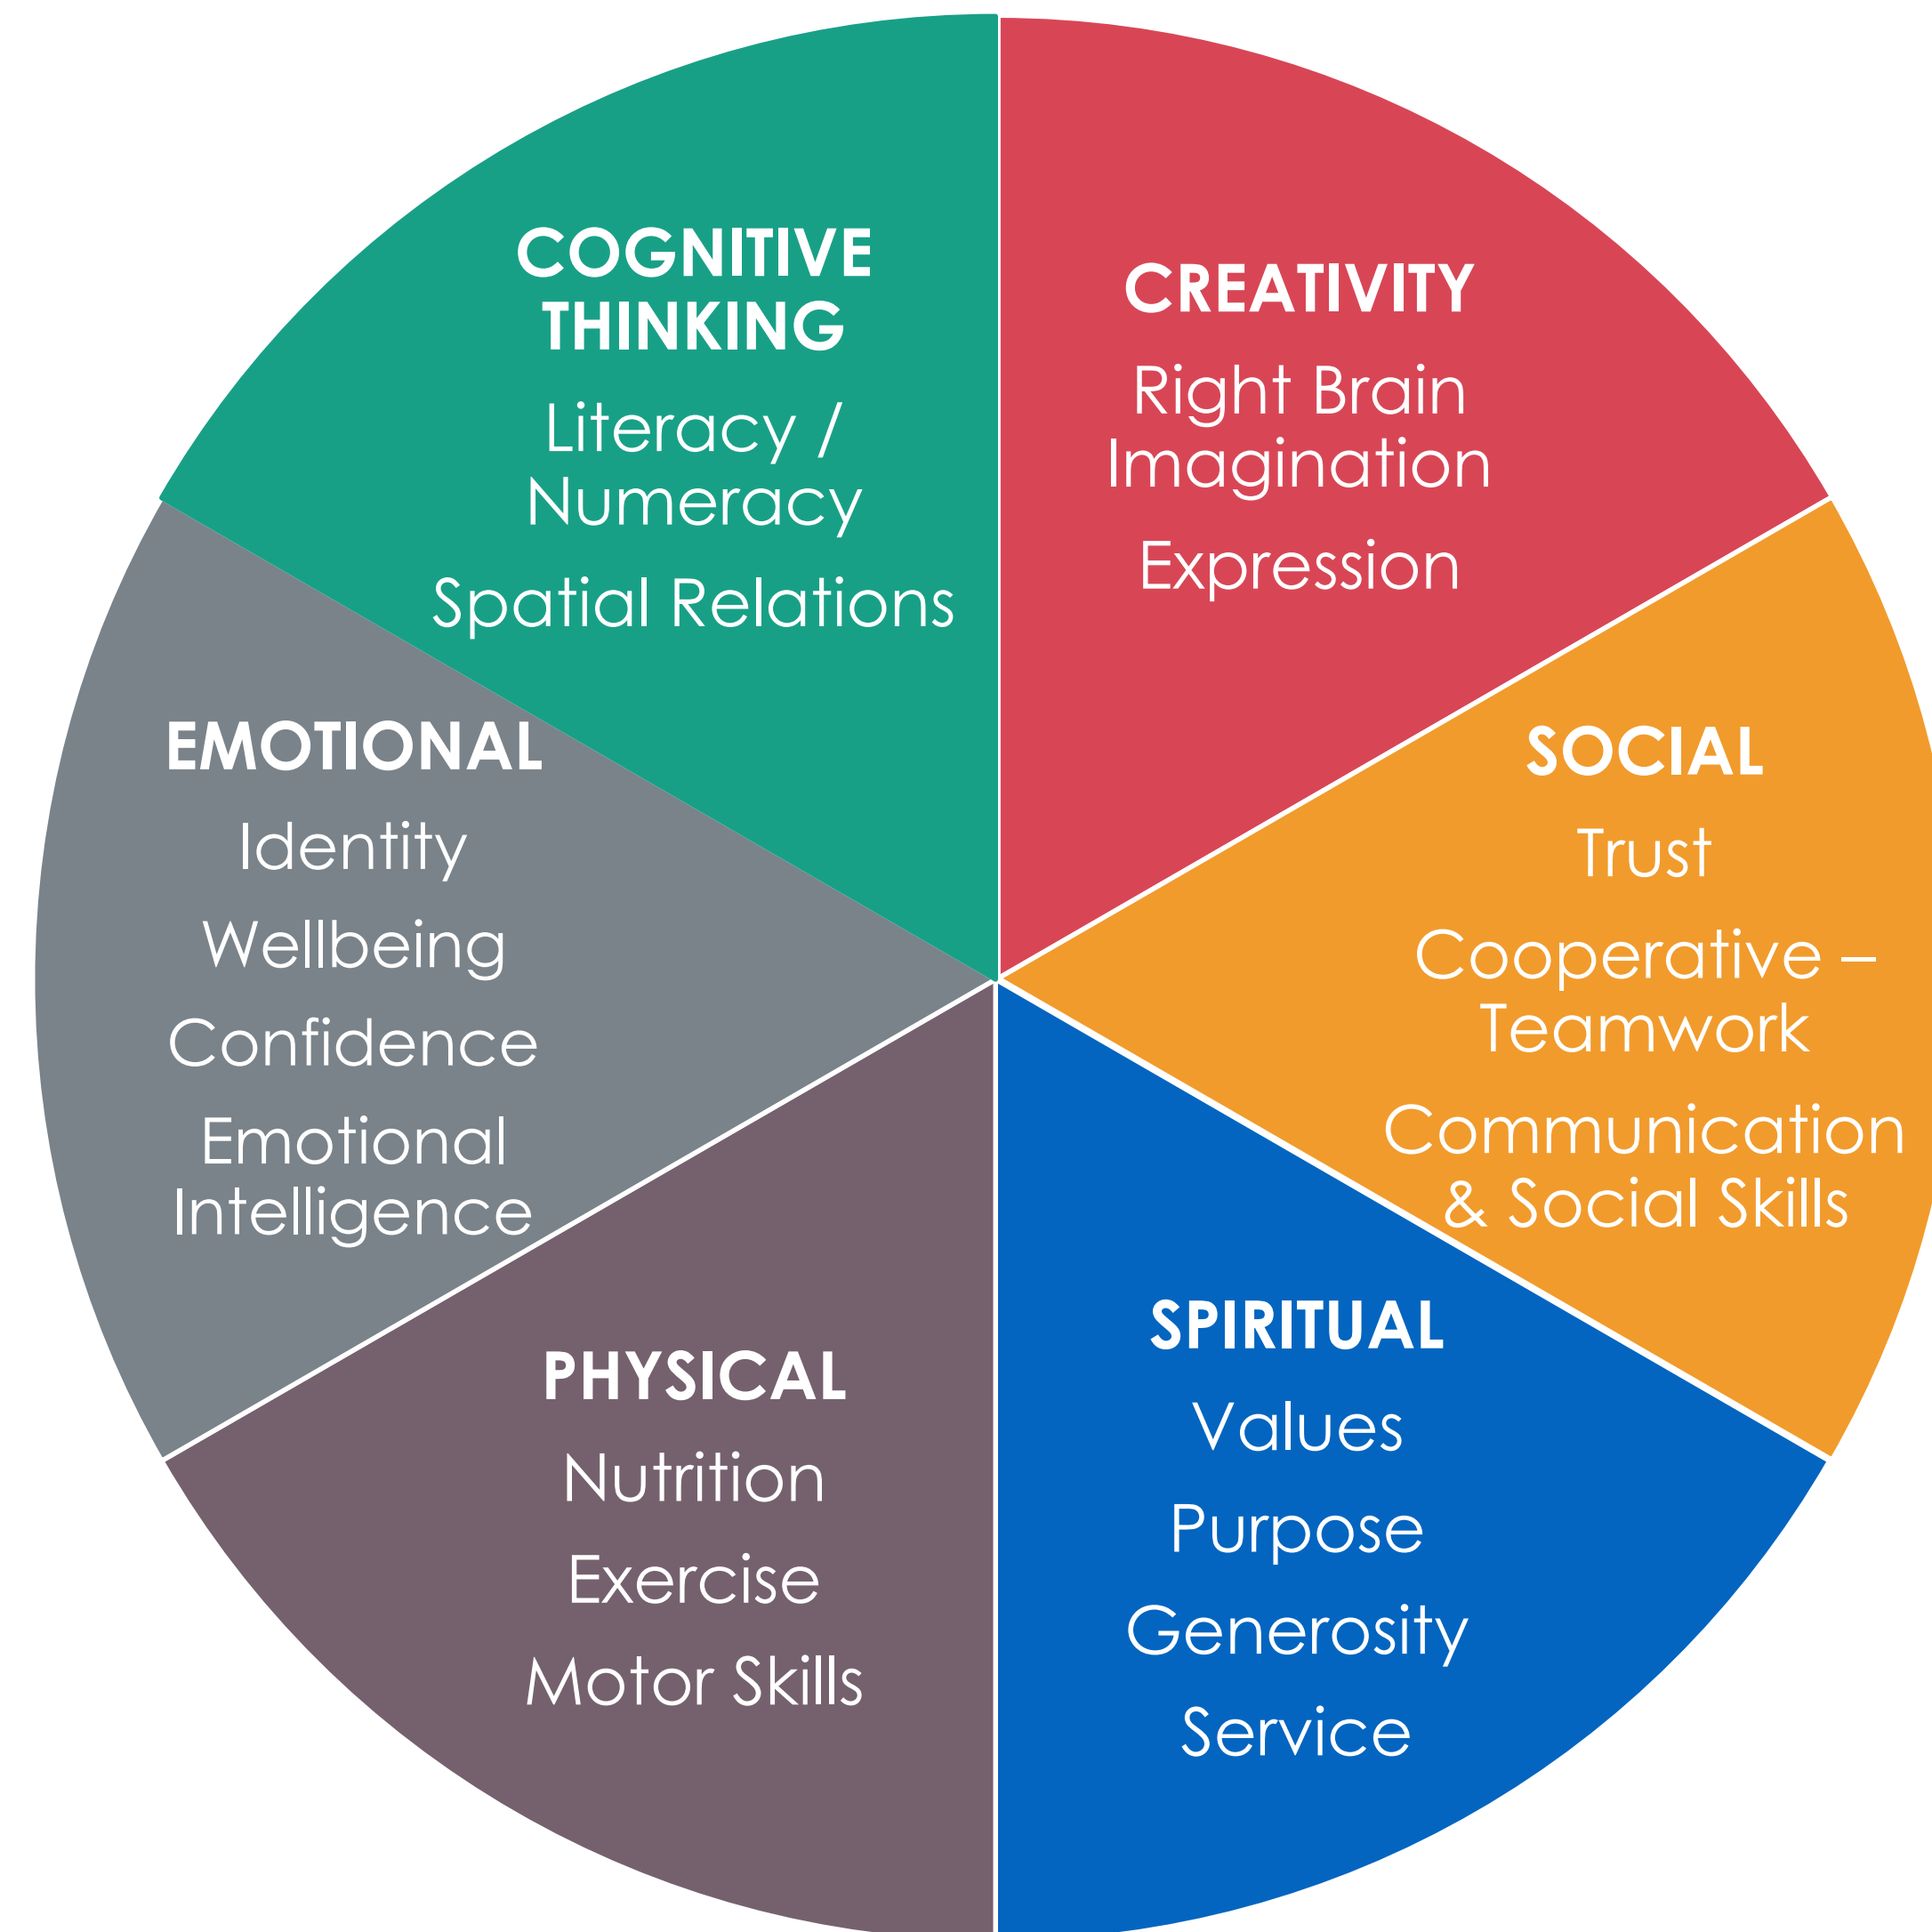 COGNITIVE
THINKING
Literacy /
Numeracy
Spatial Relations
CREATIVITY
Right Brain
Imagination
Expression
SOCIAL
Trust
Cooperative –
Teamwork
Communication
& Social Skills
SPIRITUAL
Values
Purpose
Generosity
Service
PHYSICAL
Nutrition
Exercise
Motor Skills
EMOTIONAL
Identity
Wellbeing
Confidence
Emotional
Intelligence